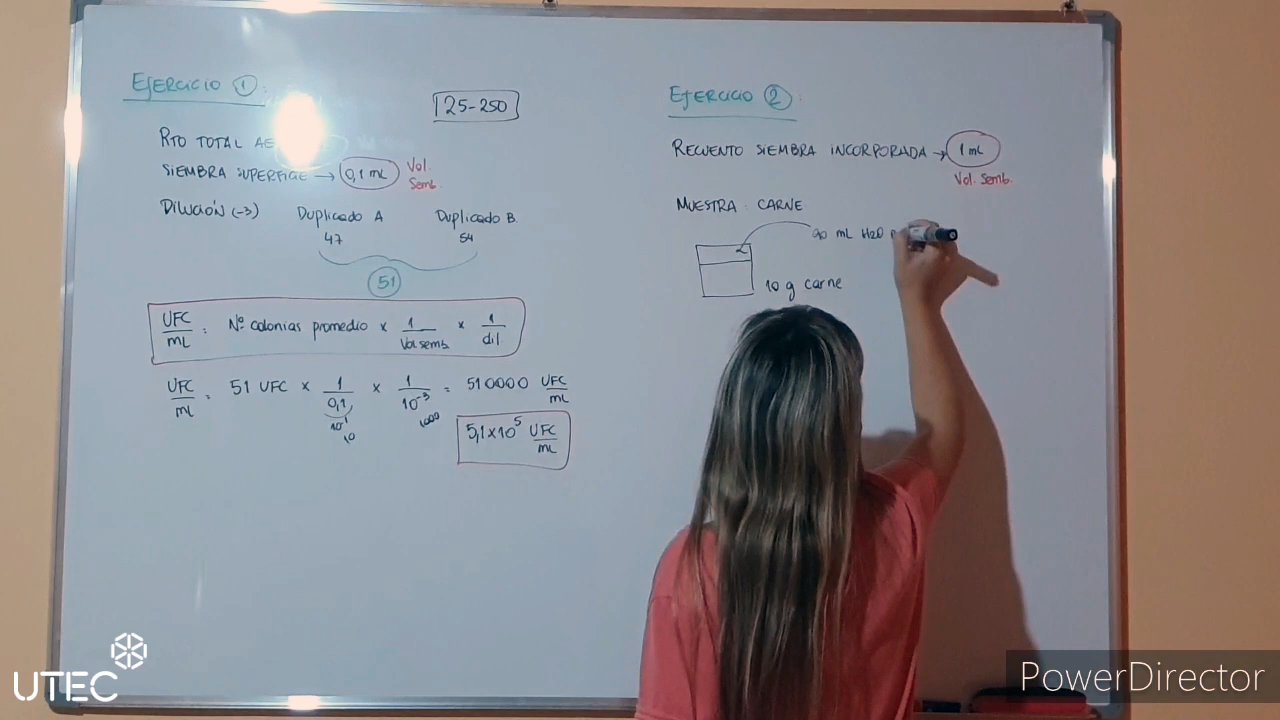 EJERCICIO 1:
25-250
RTO TOTAL AE
SIEMBRA SUPERFICIE → 0,1 mL Vol. Semb.
DILUCIÓN (-3) Duplicado A Duplicado B
47 54
51
UFC/mL = Nº colonias promedio x 1/Vol semb. x 1/dil
UFC/mL = 51 UFC x 1/0,1 x 1/10⁻³ = 510000 UFC/mL
10⁻¹ 1000
10
5,1x10⁵ UFC/mL
EJERCICIO 2:
RECUENTO SIEMBRA INCORPORADA → 1 mL
Vol. Semb.
MUESTRA: CARNE
90 mL H2O
10 g carne
UTEC
PowerDirector